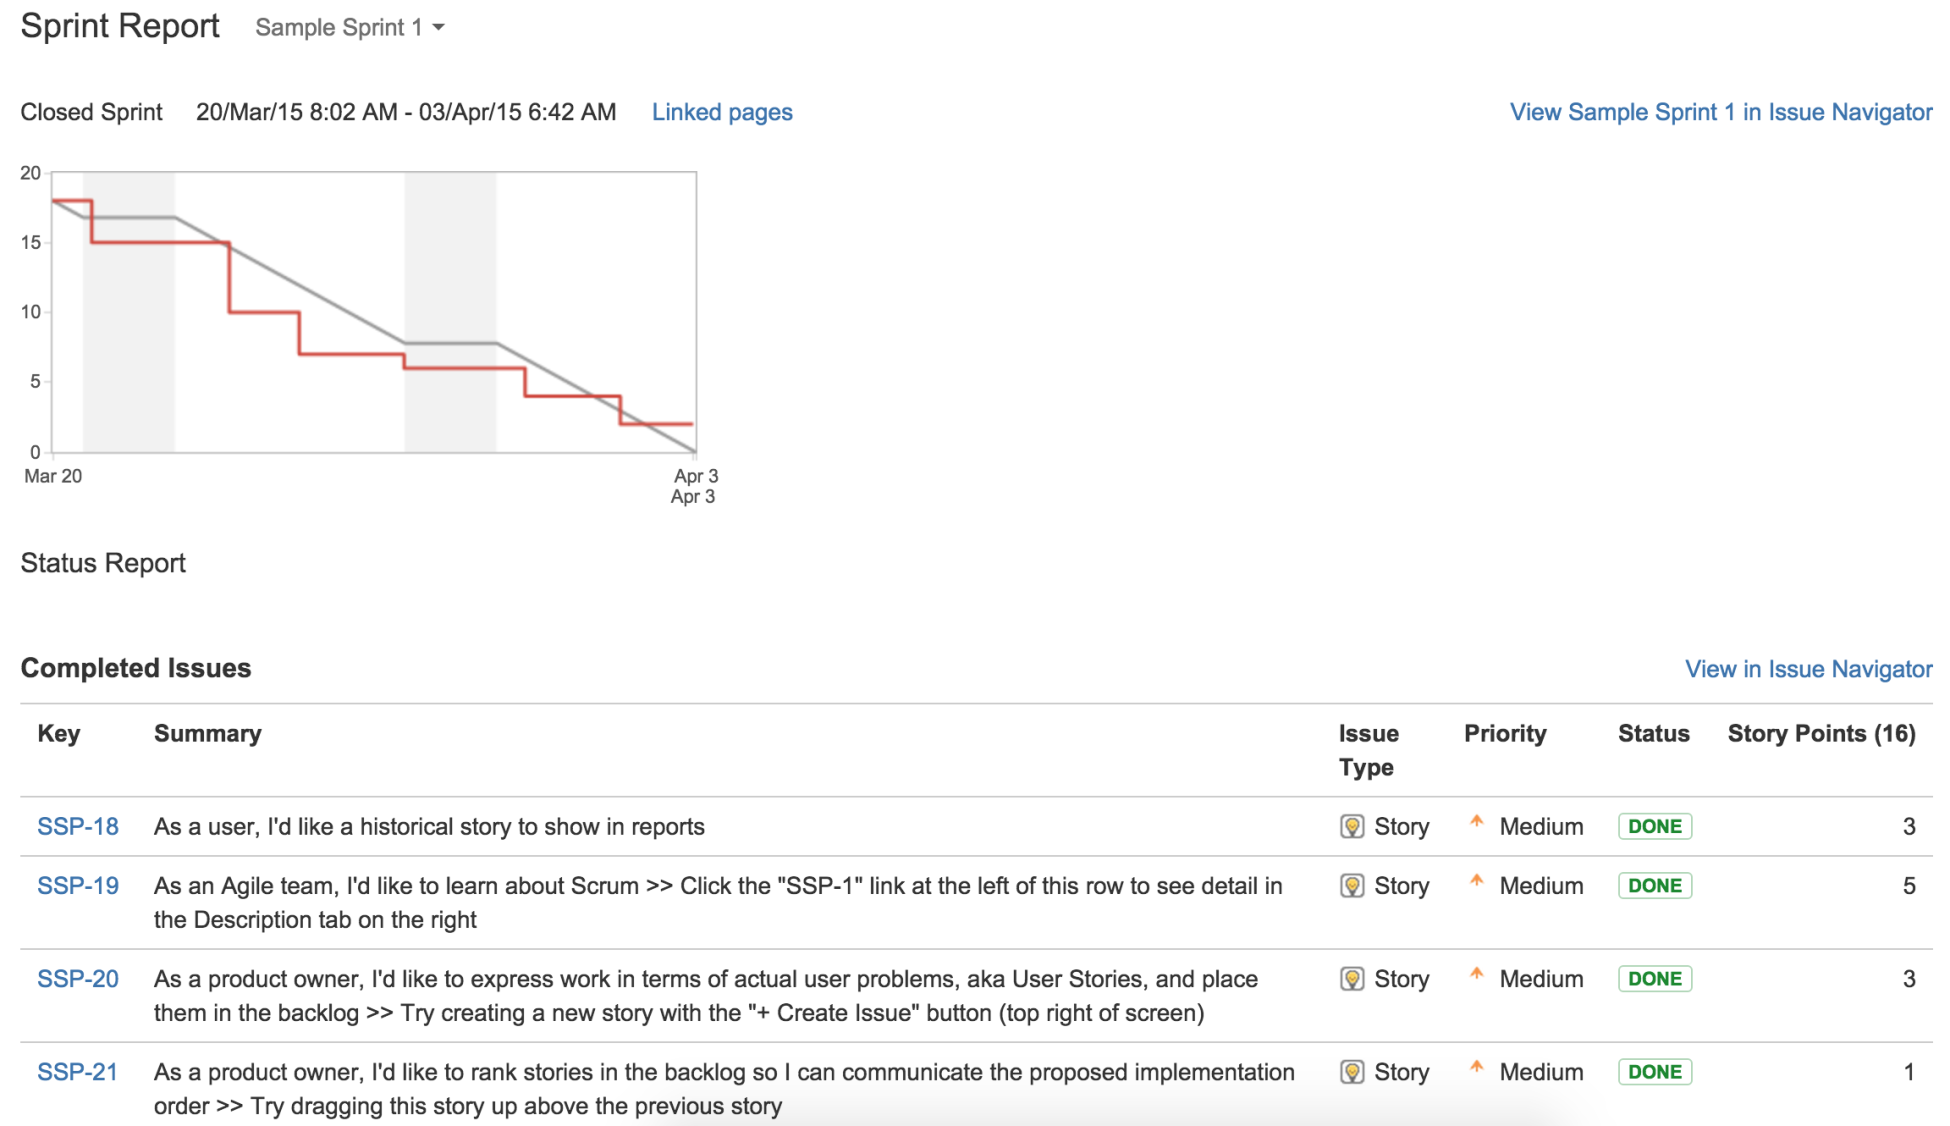 Sprint Report Sample Sprint 1
Closed Sprint 20/Mar/15 8:02 AM - 03/Apr/15 6:42 AM Linked pages View Sample Sprint 1 in Issue Navigator
20
15
10
5
0
Mar 20 Apr 3
Apr 3
Status Report
Completed Issues View in Issue Navigator
Key Summary Issue Priority Status Story Points (16)
Type
SSP-18 As a user, I'd like a historical story to show in reports Story Medium DONE 3
SSP-19 As an Agile team, I'd like to learn about Scrum >> Click the "SSP-1" link at the left of this row to see detail in Story Medium DONE 5
the Description tab on the right
SSP-20 As a product owner, I'd like to express work in terms of actual user problems, aka User Stories, and place Story Medium DONE 3
them in the backlog >> Try creating a new story with the "+ Create Issue" button (top right of screen)
SSP-21 As a product owner, I'd like to rank stories in the backlog so I can communicate the proposed implementation Story Medium DONE 1
order >> Try dragging this story up above the previous story